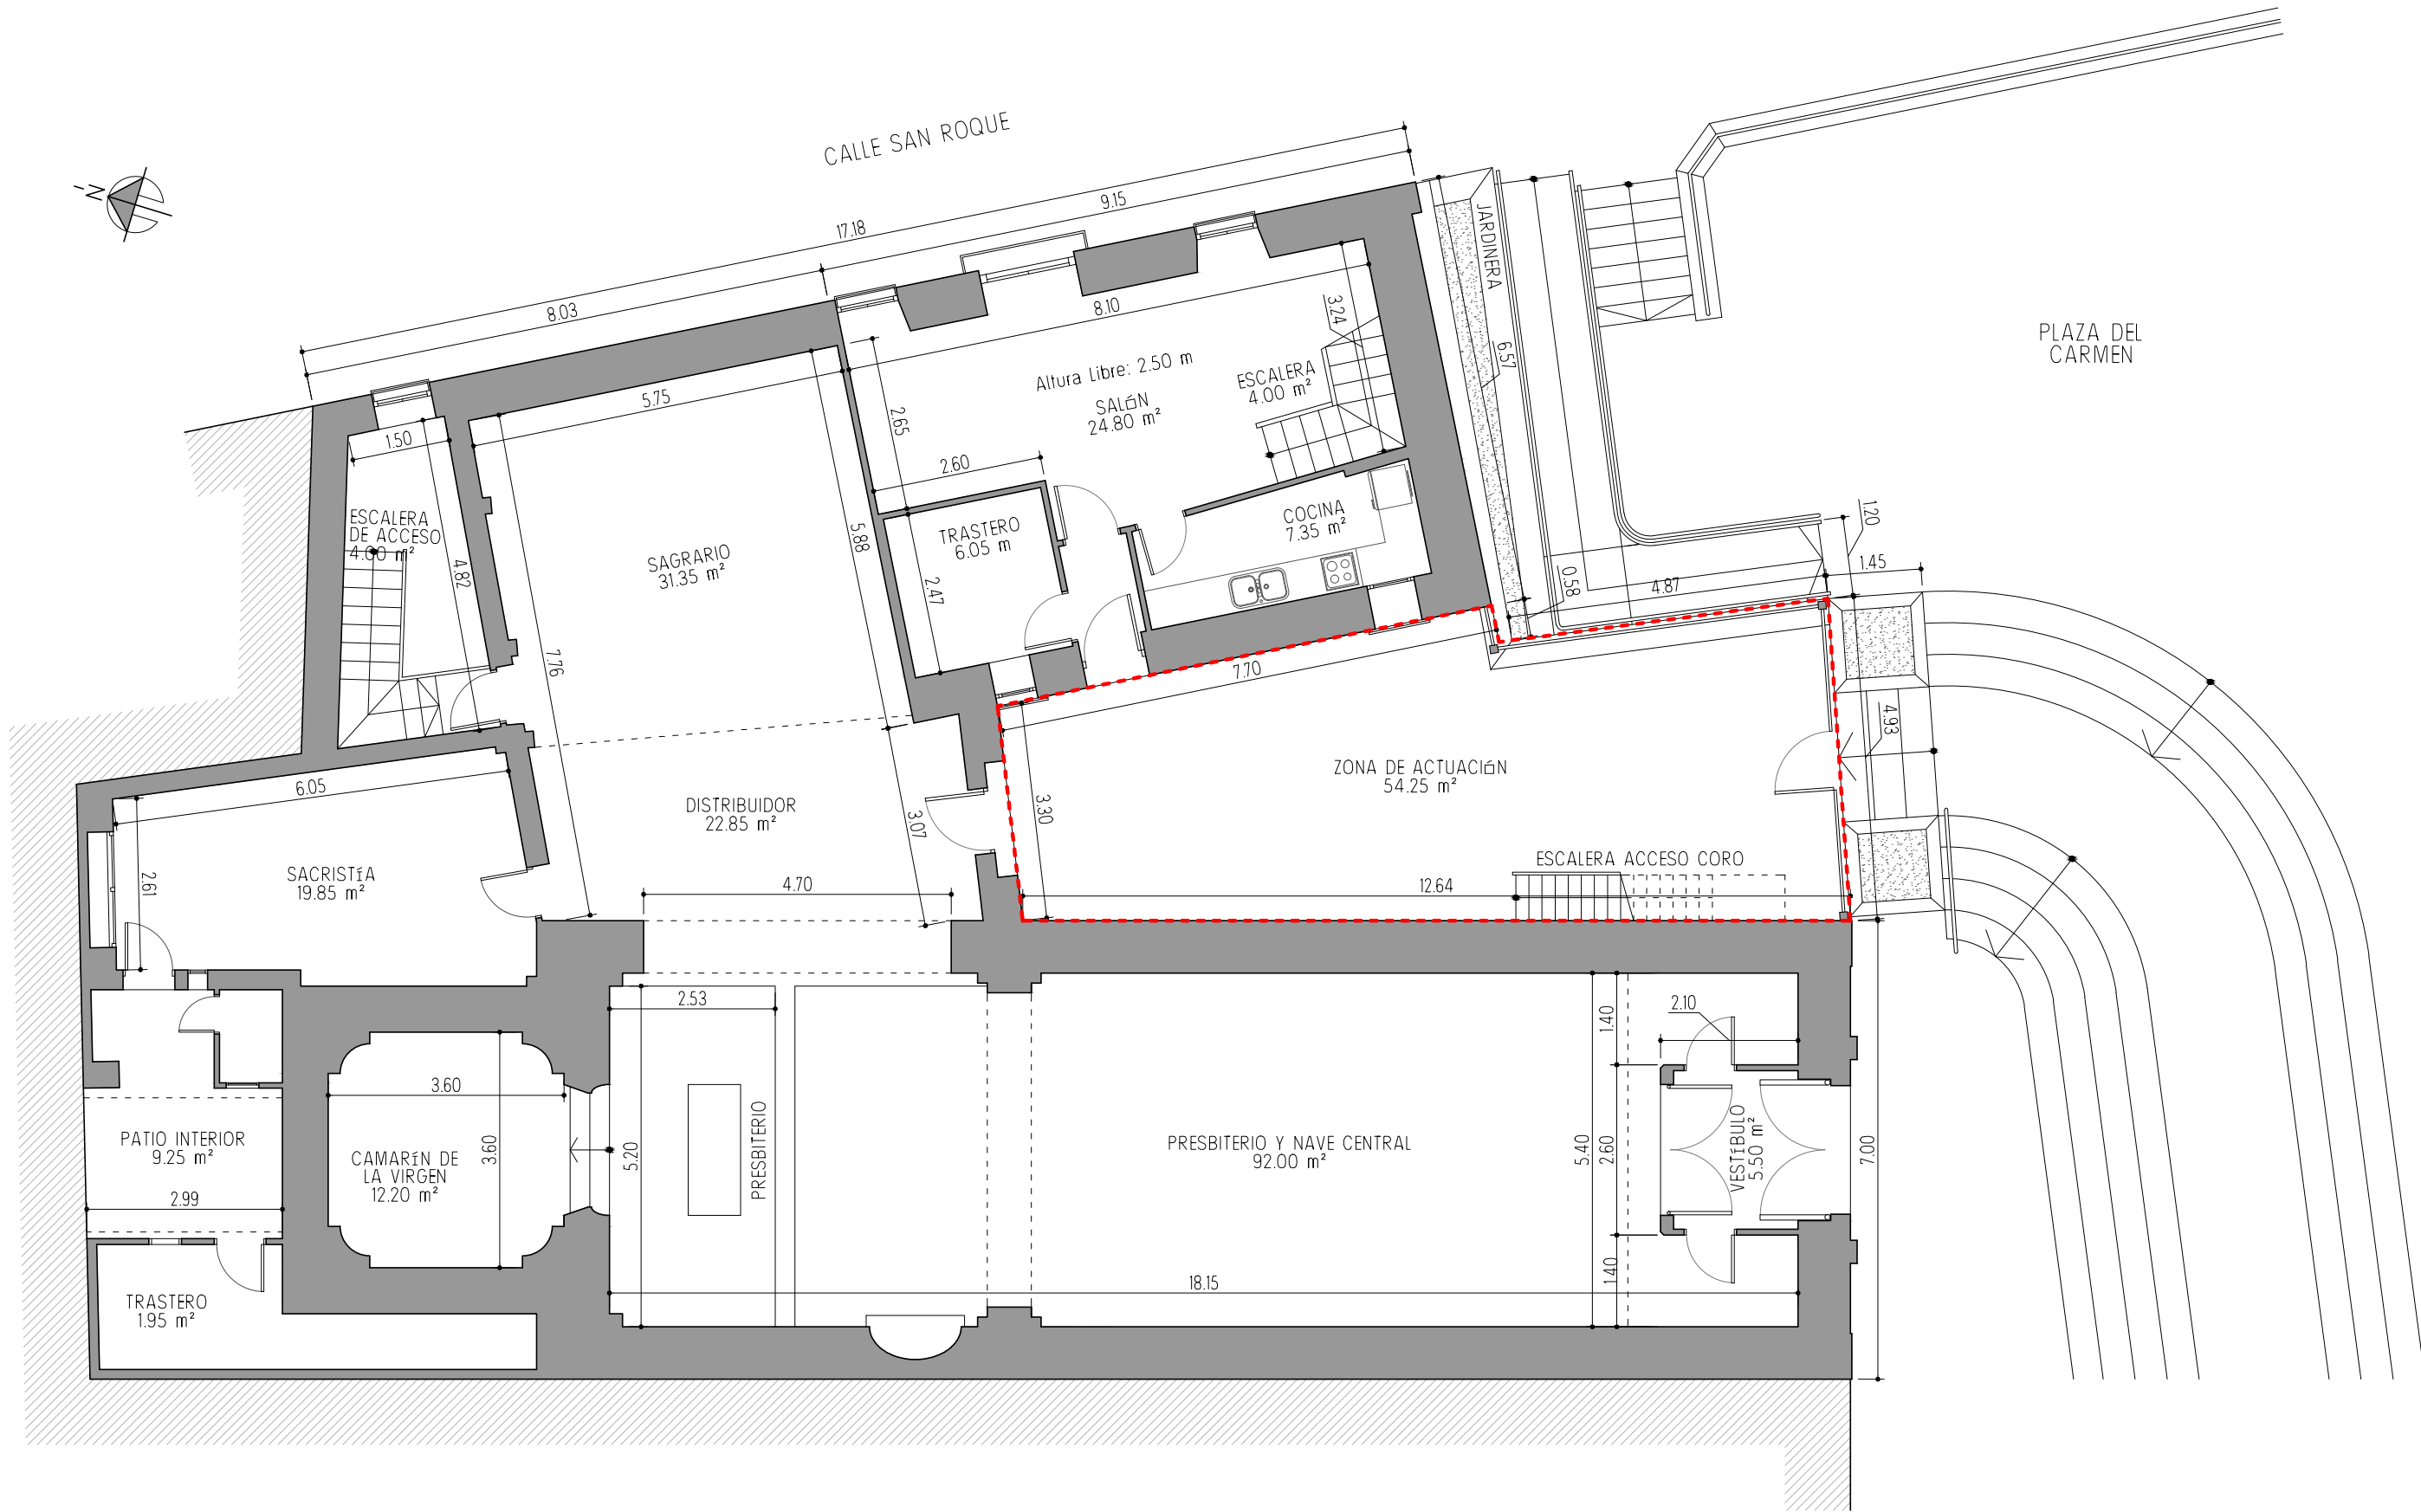 CALLE SAN ROQUE
N
17.18
9.15
8.03
JARDINERA
PLAZA DEL
CARMEN
8.10
3.24
6.57
Altura Libre: 2.50 m
ESCALERA
4.00 m²
SALóN
24.80 m²
5.75
1.50
2.65
2.60
ESCALERA
DE ACCESO
4.00 m²
4.82
SAGRARIO
31.35 m²
5.88
TRASTERO
6.05 m
2.47
COCINA
7.35 m²
1.20
1.45
0.58
4.87
7.76
7.70
4.93
6.05
2.61
SACRISTíA
19.85 m²
DISTRIBUIDOR
22.85 m²
3.07
3.30
ZONA DE ACTUACIóN
54.25 m²
ESCALERA ACCESO CORO
4.70
12.64
2.53
1.40
2.10
3.60
3.60
PATIO INTERIOR
9.25 m²
2.99
CAMARíN DE
LA VIRGEN
12.20 m²
5.20
PRESBITERIO
PRESBITERIO Y NAVE CENTRAL
92.00 m²
5.40
2.60
VESTíBULO
5.50 m²
7.00
1.40
18.15
TRASTERO
1.95 m²